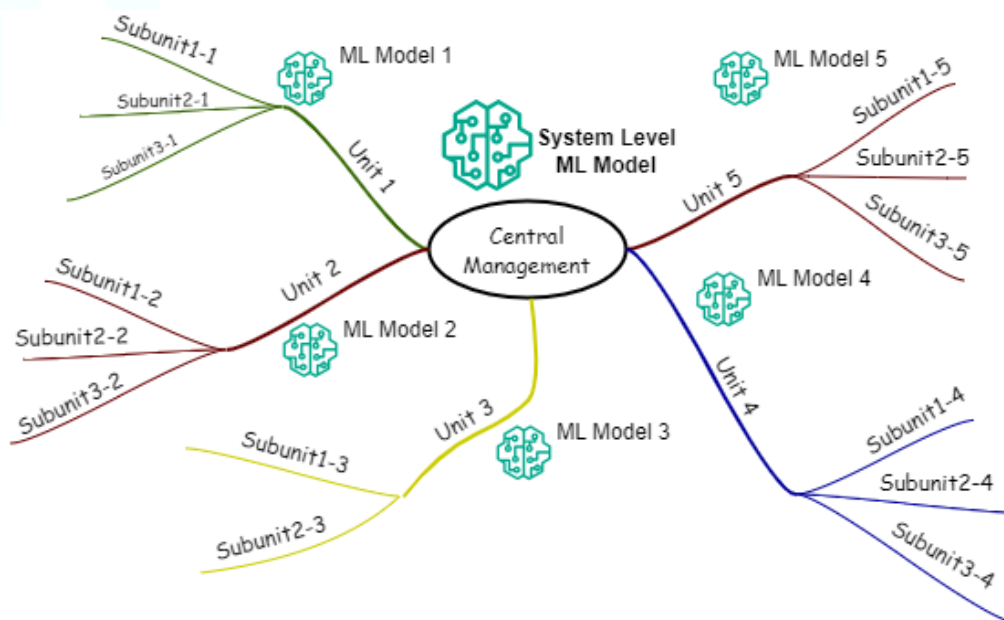 Subunit1-1
ML Model 1
Subunit2-1
Subunit3-1
Unit 1
System Level
ML Model
Central
Management
ML Model 5
Subunit1-5
Subunit2-5
Subunit3-5
Unit 5
Unit 2
Subunit1-2
Subunit2-2
Subunit3-2
ML Model 2
ML Model 4
Unit 4
Subunit1-4
Subunit2-4
Subunit3-4
Unit 3
ML Model 3
Subunit1-3
Subunit2-3